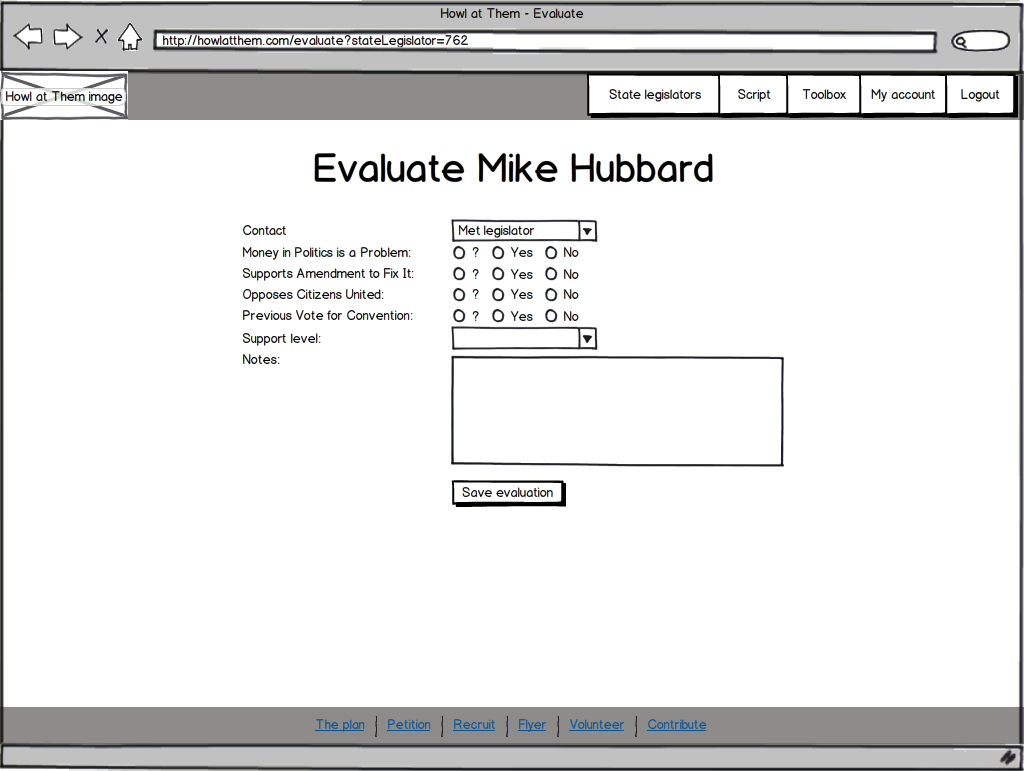 Howl at Them - Evaluate
http://howlatthem.com/evaluate?stateLegislator=762
Howl at Them image
State legislators
Script
Toolbox
My account
Logout
Evaluate Mike Hubbard
Contact Met legislator
Money in Politics is a Problem: ? Yes No
Supports Amendment to Fix It: ? Yes No
Opposes Citizens United: ? Yes No
Previous Vote for Convention: ? Yes No
Support level:
Notes:
Save evaluation
The plan | Petition | Recruit | Flyer | Volunteer | Contribute